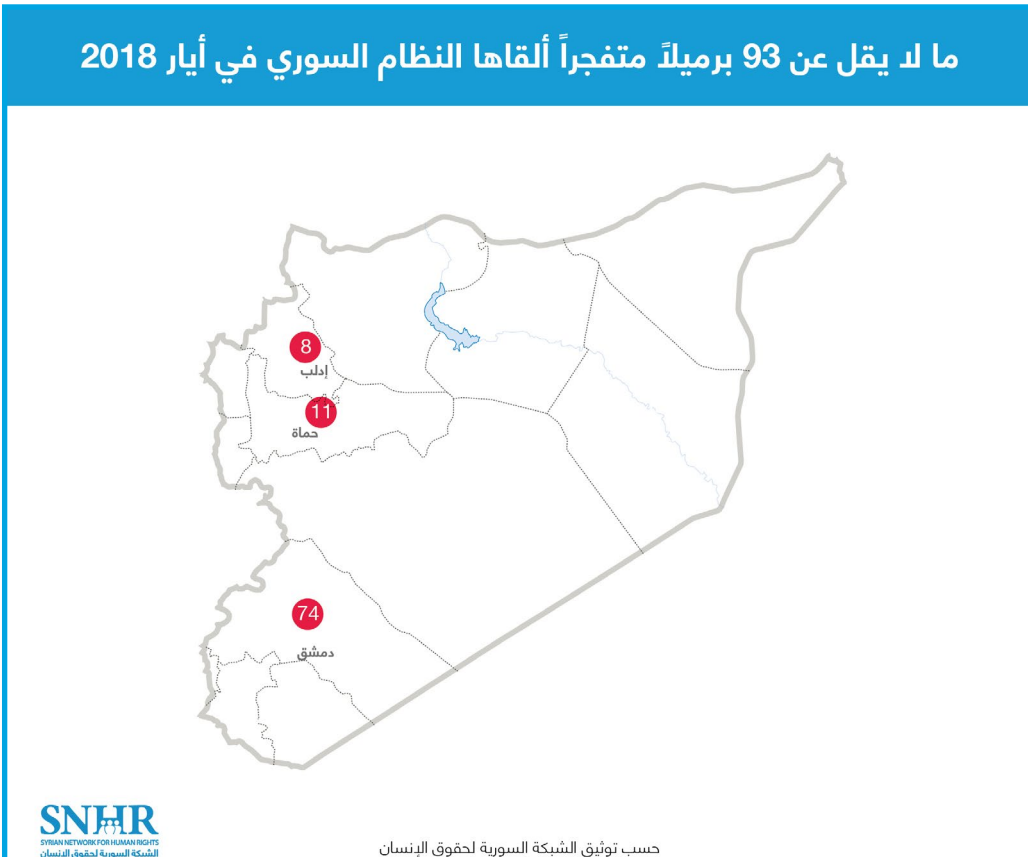 ما لا يقل عن 93 برميلاً متفجراً ألقاها النظام السوري في أيار 2018
8
إدلب
11
حماة
74
دمشق
SNHR
SYRIAN NETWORK FOR HUMAN RIGHTS
الشبكة السورية لحقوق الإنسان
حسب توثيق الشبكة السورية لحقوق الإنسان